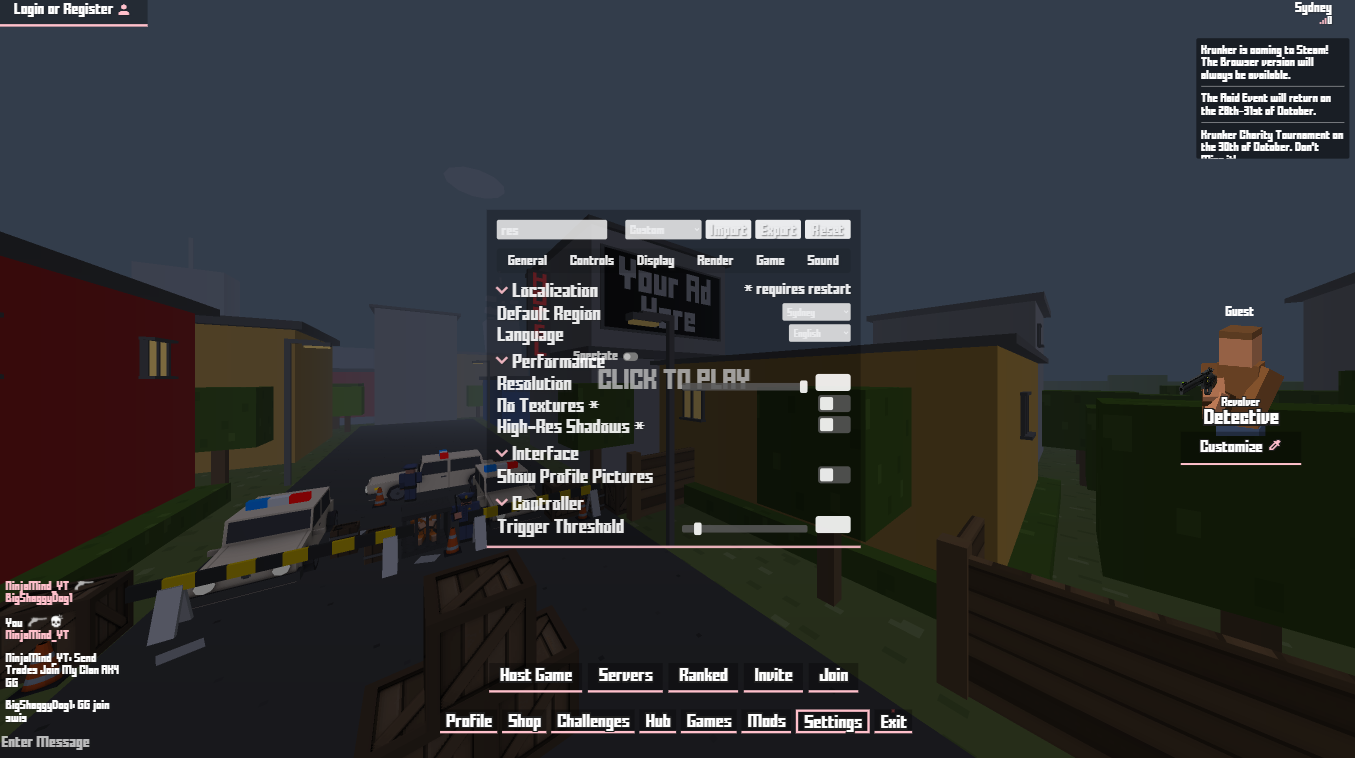 Login or Register
Sydney
0
Krunker is coming to Steam!
The Browser version will
always be available.
The Raid Event will return on
the 28th-31st of October.
Krunker Charity Tournament on
the 30th of October. Don't
res
Custom
Import
Export
Reset
General
Controls
Display
Render
Game
Sound
Your Ad
Here
Localization
* requires restart
Default Region
Sydney
Language
English
Performance
Spectate
Resolution
CLICK TO PLAY
No Textures *
High-Res Shadows *
Interface
Show Profile Pictures
Controller
Trigger Threshold
Guest
Revolver
Detective
Customize
NinjaMind_YT
BigShaggyDog1
You
NinjaMind_YT
NinjaMind_YT: Send
Trades Join My Clan
GG
BigShaggyDog1: GG join
Enter Message
Host Game
Servers
Ranked
Invite
Join
Profile
Shop
Challenges
Hub
Games
Mods
Settings
Exit